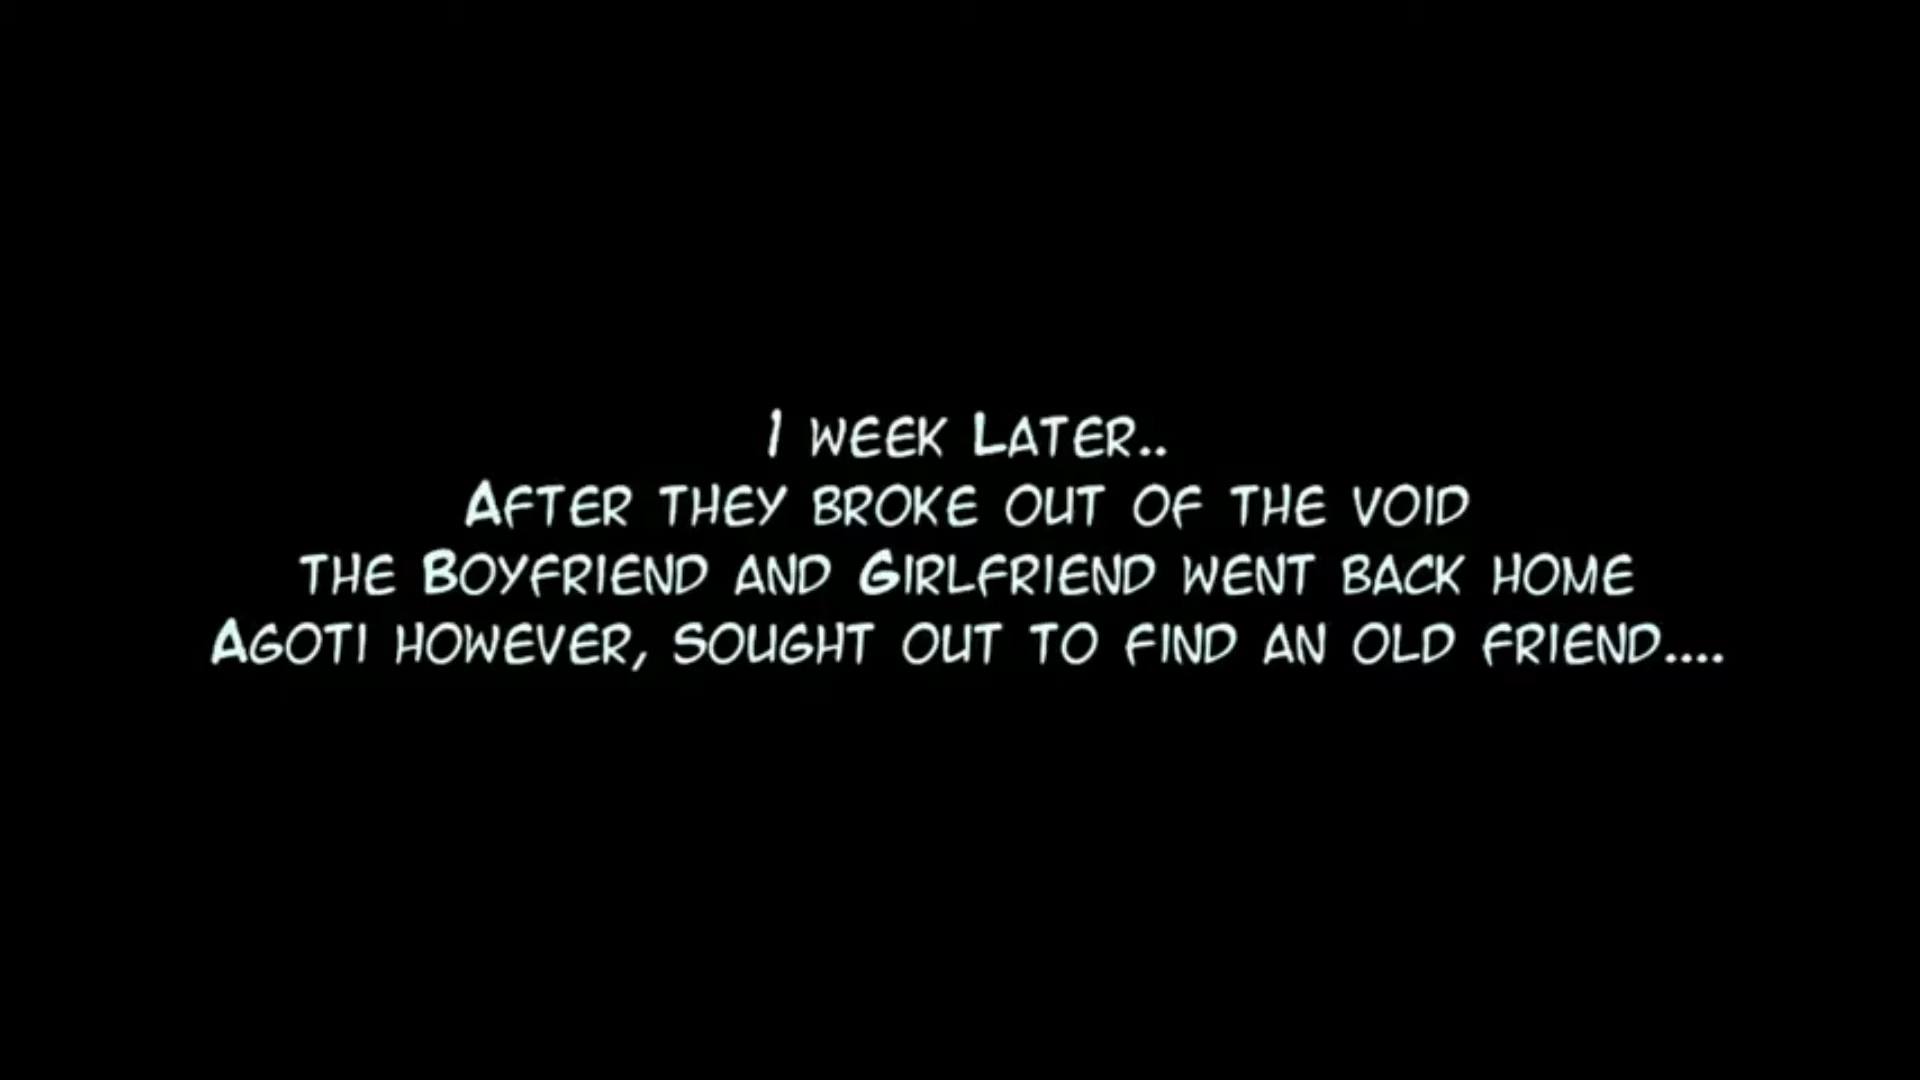 1 week Later..
After they broke out of the void
the Boyfriend and Girlfriend went back home
Agoti however, sought out to find an old friend....